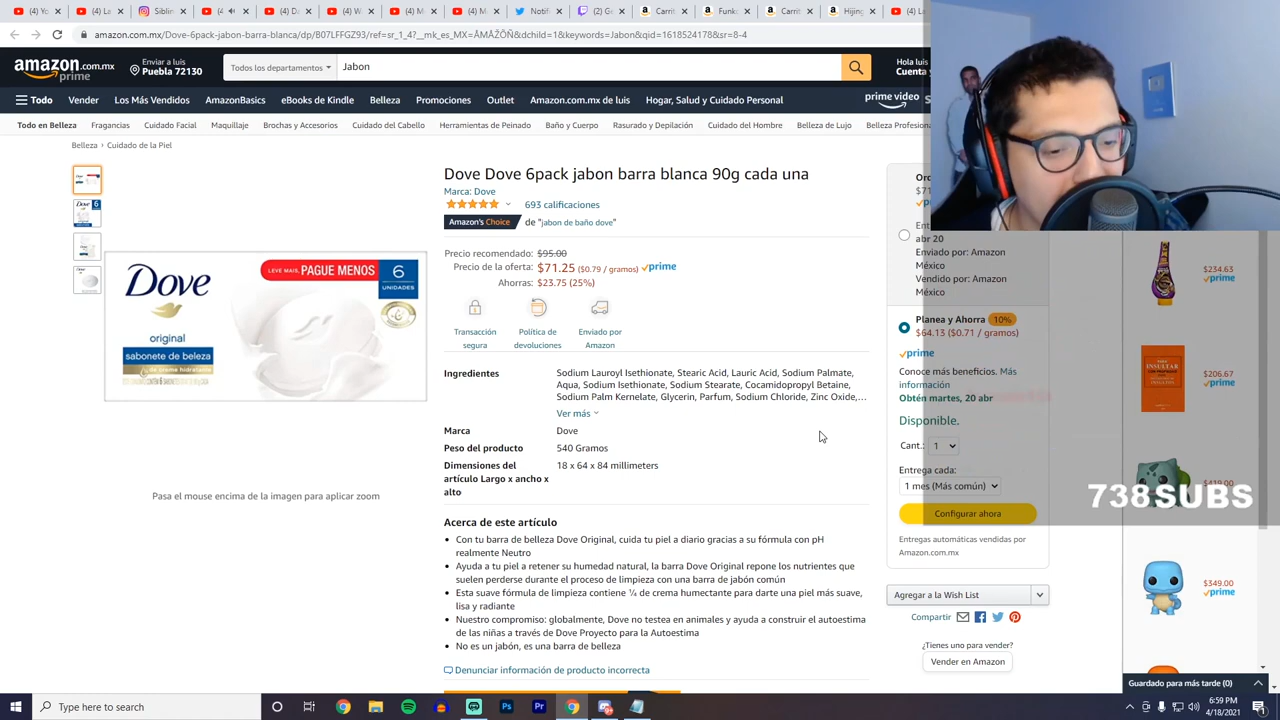 amazon.com.mx/Dove-6pack-jabon-barra-blanca/dp/B07LFFGZ93/ref=sr_1_4?__mk_es_MX=ÅMÅŽÕÑ&dchild=1&keywords=Jabon&qid=1618524178&sr=8-4
amazon.com.mx
prime
Enviar a luis
Puebla 72130
Todos los departamentos
Jabon
Hola luis
Cuenta y
Todo
Vender
Los Más Vendidos
AmazonBasics
eBooks de Kindle
Belleza
Promociones
Outlet
Amazon.com.mx de luis
Hogar, Salud y Cuidado Personal
prime video
Todo en Belleza
Fragancias
Cuidado Facial
Maquillaje
Brochas y Accesorios
Cuidado del Cabello
Herramientas de Peinado
Baño y Cuerpo
Rasurado y Depilación
Cuidado del Hombre
Belleza de Lujo
Belleza Profesion
Belleza › Cuidado de la Piel
Dove
original
sabonete de beleza
LEVE MAIS, PAGUE MENOS
6
UNIDADES
Pasa el mouse encima de la imagen para aplicar zoom
Dove Dove 6pack jabon barra blanca 90g cada una
Marca: Dove
693 calificaciones
Amazon's Choice
de "jabon de baño dove"
Precio recomendado: $95.00
Precio de la oferta: $71.25 ($0.79 / gramos) prime
Ahorras: $23.75 (25%)
Transacción
segura
Política de
devoluciones
Enviado por
Amazon
Ingredientes
Sodium Lauroyl Isethionate, Stearic Acid, Lauric Acid, Sodium Palmate,
Aqua, Sodium Isethionate, Sodium Stearate, Cocamidopropyl Betaine,
Sodium Palm Kernelate, Glycerin, Parfum, Sodium Chloride, Zinc Oxide,…
Ver más
Marca
Dove
Peso del producto
540 Gramos
Dimensiones del
artículo Largo x ancho x
alto
18 x 64 x 84 millimeters
Acerca de este artículo
Con tu barra de belleza Dove Original, cuida tu piel a diario gracias a su fórmula con pH
realmente Neutro
Ayuda a tu piel a retener su humedad natural, la barra Dove Original repone los nutrientes que
suelen perderse durante el proceso de limpieza con una barra de jabón común
Esta suave fórmula de limpieza contiene ¼ de crema humectante para darte una piel más suave,
lisa y radiante
Nuestro compromiso: globalmente, Dove no testea en animales y ayuda a construir el autoestima
de las niñas a través de Dove Proyecto para la Autoestima
No es un jabón, es una barra de belleza
Denunciar información de producto incorrecta
abr 20
Enviado por: Amazon
México
Vendido por: Amazon
México
Planea y Ahorra 10%
$64.13 ($0.71 / gramos)
prime
Conoce más beneficios. Más
información
Obtén martes, 20 abr
Disponible.
Cant.: 1
Entrega cada:
1 mes (Más común)
Configurar ahora
Entregas automáticas vendidas por
Amazon.com.mx
Agregar a la Wish List
Compartir
¿Tienes uno para vender?
Vender en Amazon
$234.63
prime
INSULTAR
$206.67
prime
$419.00
738SUBS
$349.00
prime
Guardado para más tarde (0)
Type here to search
6:59 PM
4/18/2021